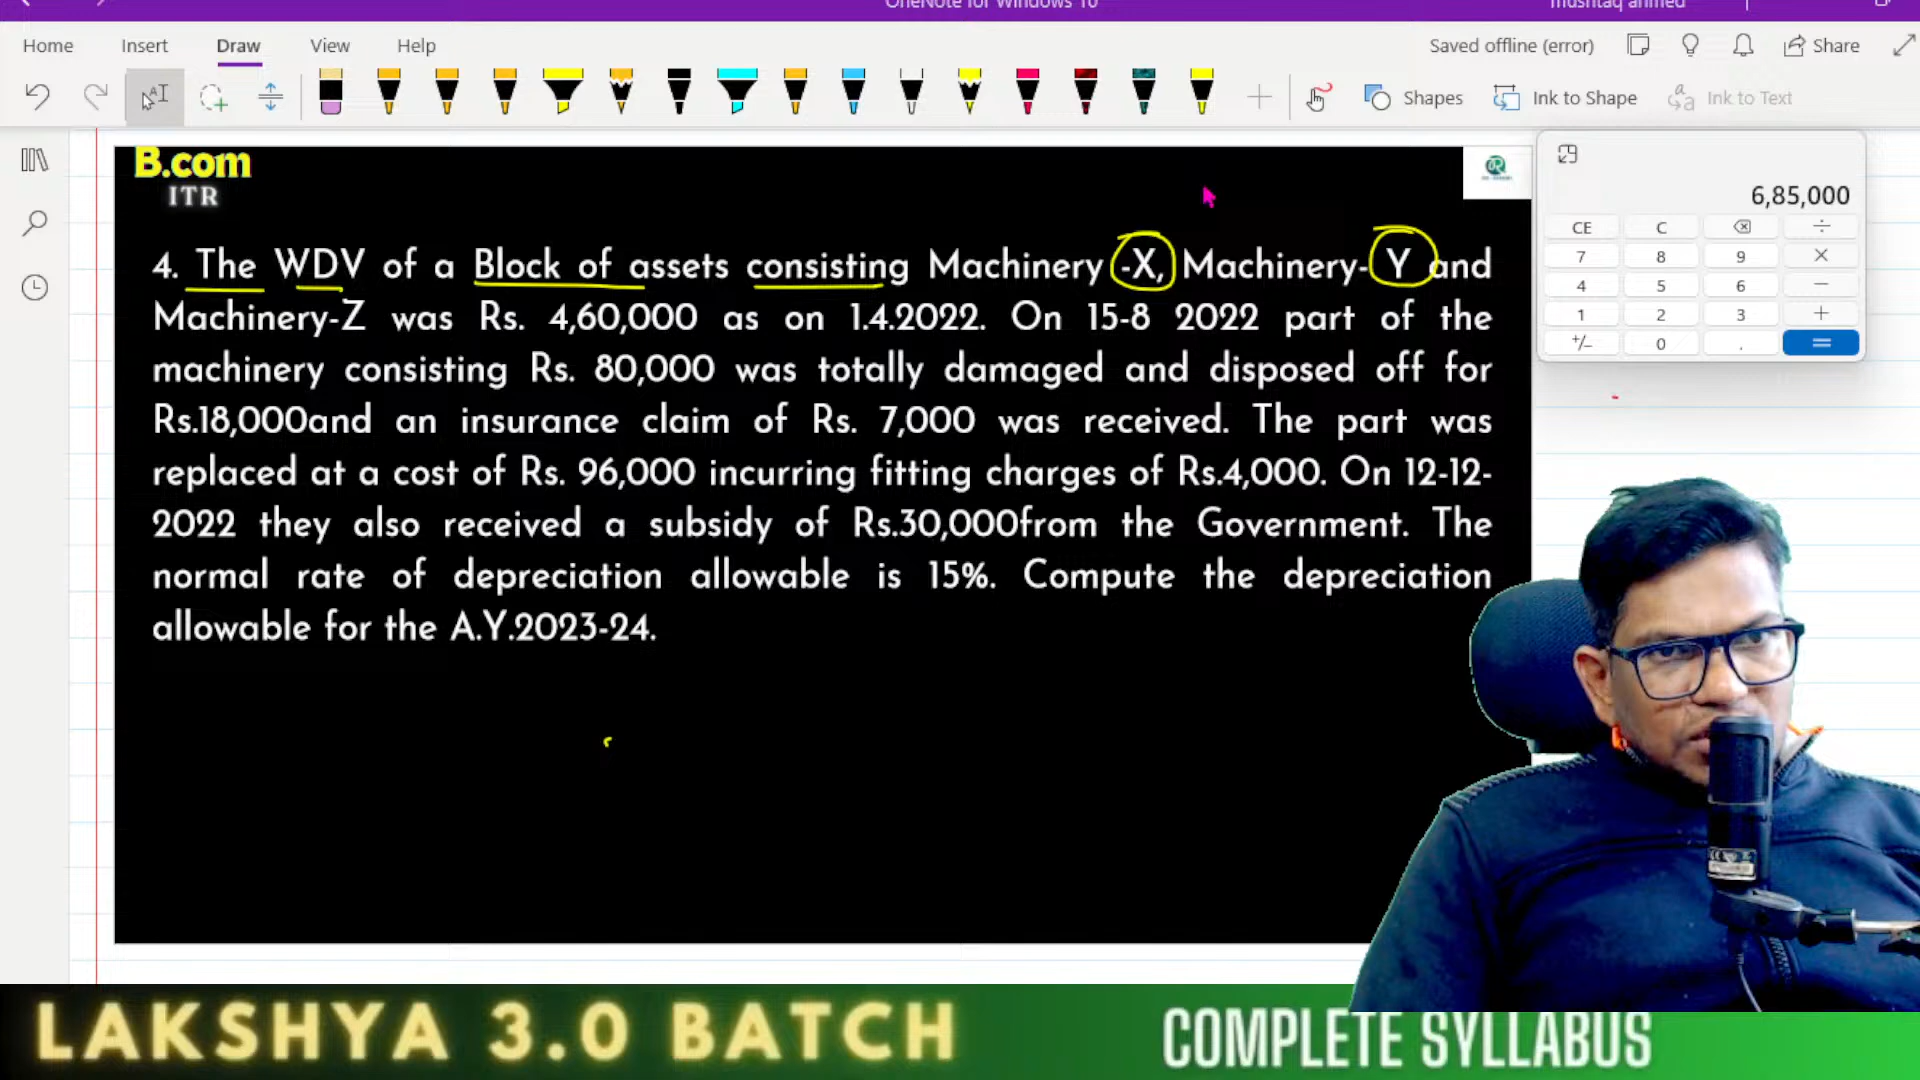 OneNote for Windows 10
mushtaq ahmed
Home Insert Draw View Help
Saved offline (error) Share
Shapes Ink to Shape Ink to Text
B.com
ITR
4. The WDV of a Block of assets consisting Machinery -X, Machinery- Y and
Machinery-Z was Rs. 4,60,000 as on 1.4.2022. On 15-8 2022 part of the
machinery consisting Rs. 80,000 was totally damaged and disposed off for
Rs.18,000and an insurance claim of Rs. 7,000 was received. The part was
replaced at a cost of Rs. 96,000 incurring fitting charges of Rs.4,000. On 12-12-
2022 they also received a subsidy of Rs.30,000from the Government. The
normal rate of depreciation allowable is 15%. Compute the depreciation
allowable for the A.Y.2023-24.
6,85,000
CE C ÷
7 8 9 ×
4 5 6 −
1 2 3 +
+/− 0 . =
LAKSHYA 3.0 BATCH
COMPLETE SYLLABUS